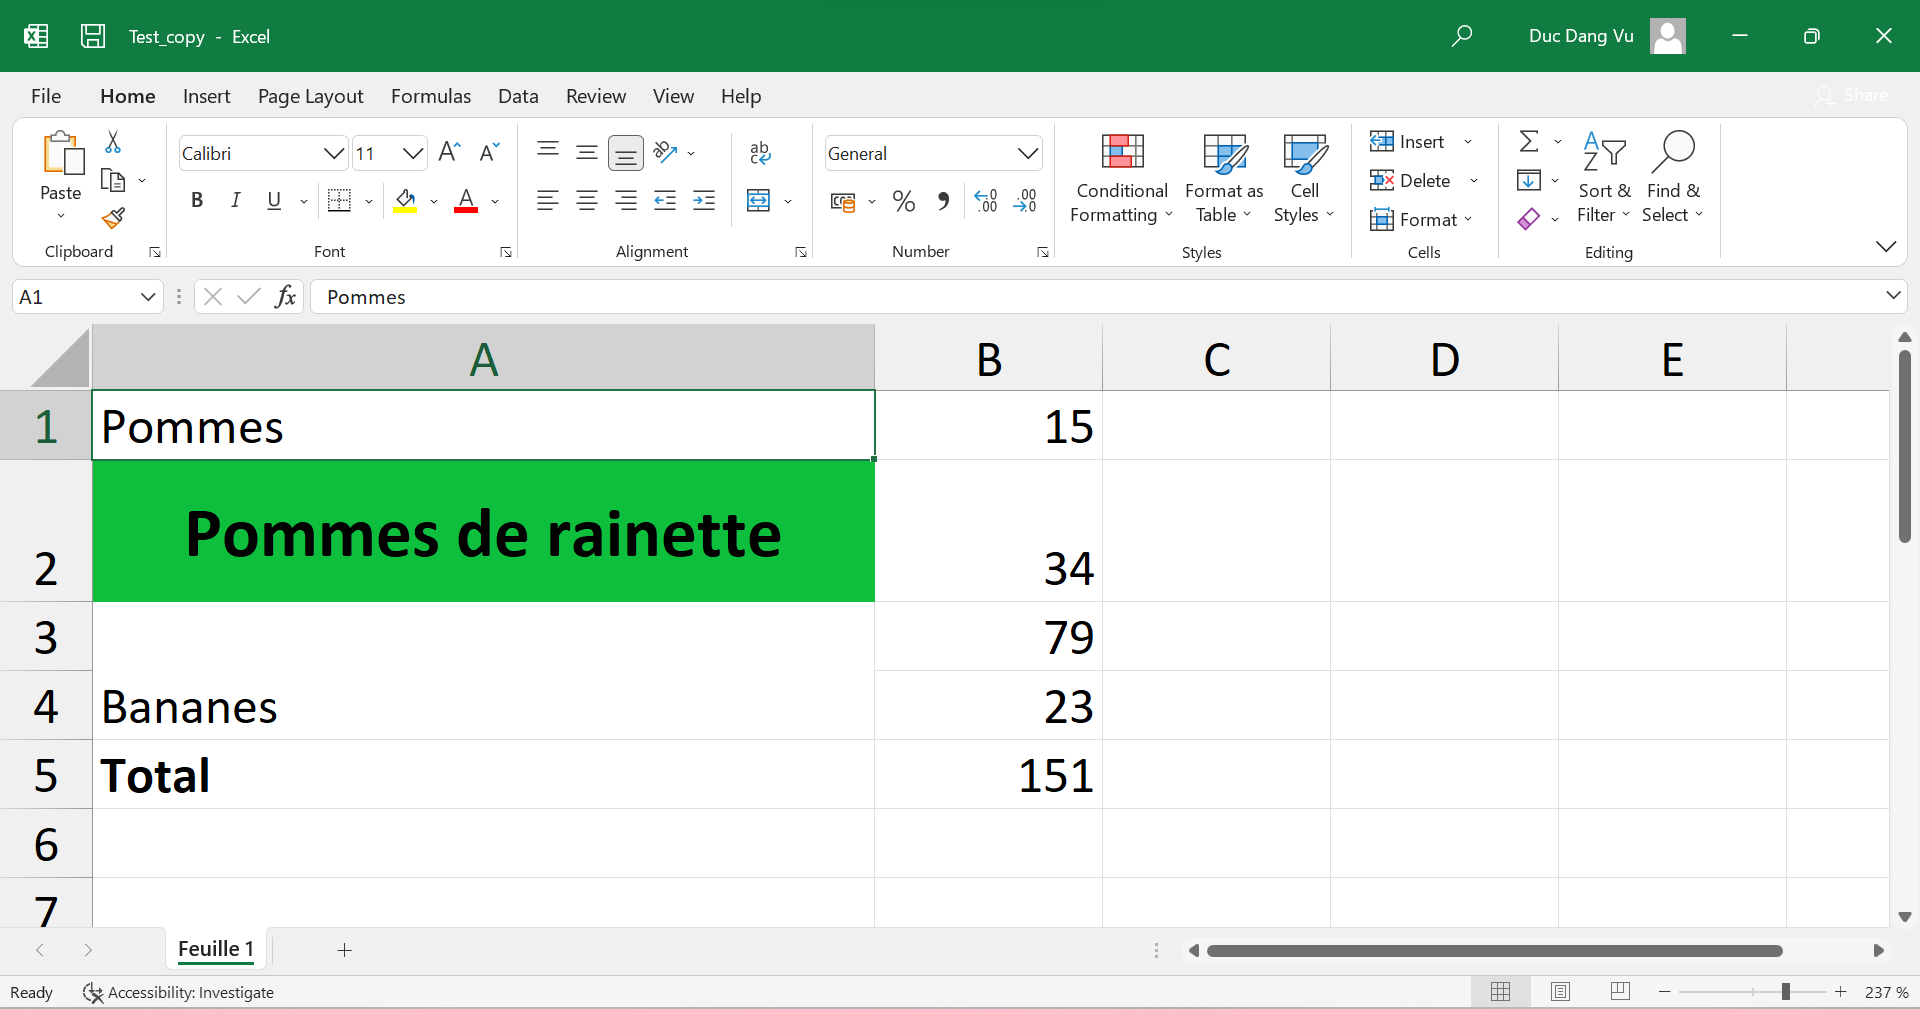 Test_copy - Excel
Duc Dang Vu
File Home Insert Page Layout Formulas Data Review View Help
Share
Paste
Clipboard
Calibri 11
B I U A
Font
ab
Alignment
General
% .00 .00
Number
Conditional Formatting
Format as Table
Cell Styles
Styles
Insert
Delete
Format
Cells
Sort & Filter
Find & Select
Editing
A1 fx Pommes
A B C D E
1 Pommes 15
2 Pommes de rainette 34
3 79
4 Bananes 23
5 Total 151
6
7
Feuille 1
Ready Accessibility: Investigate 237 %